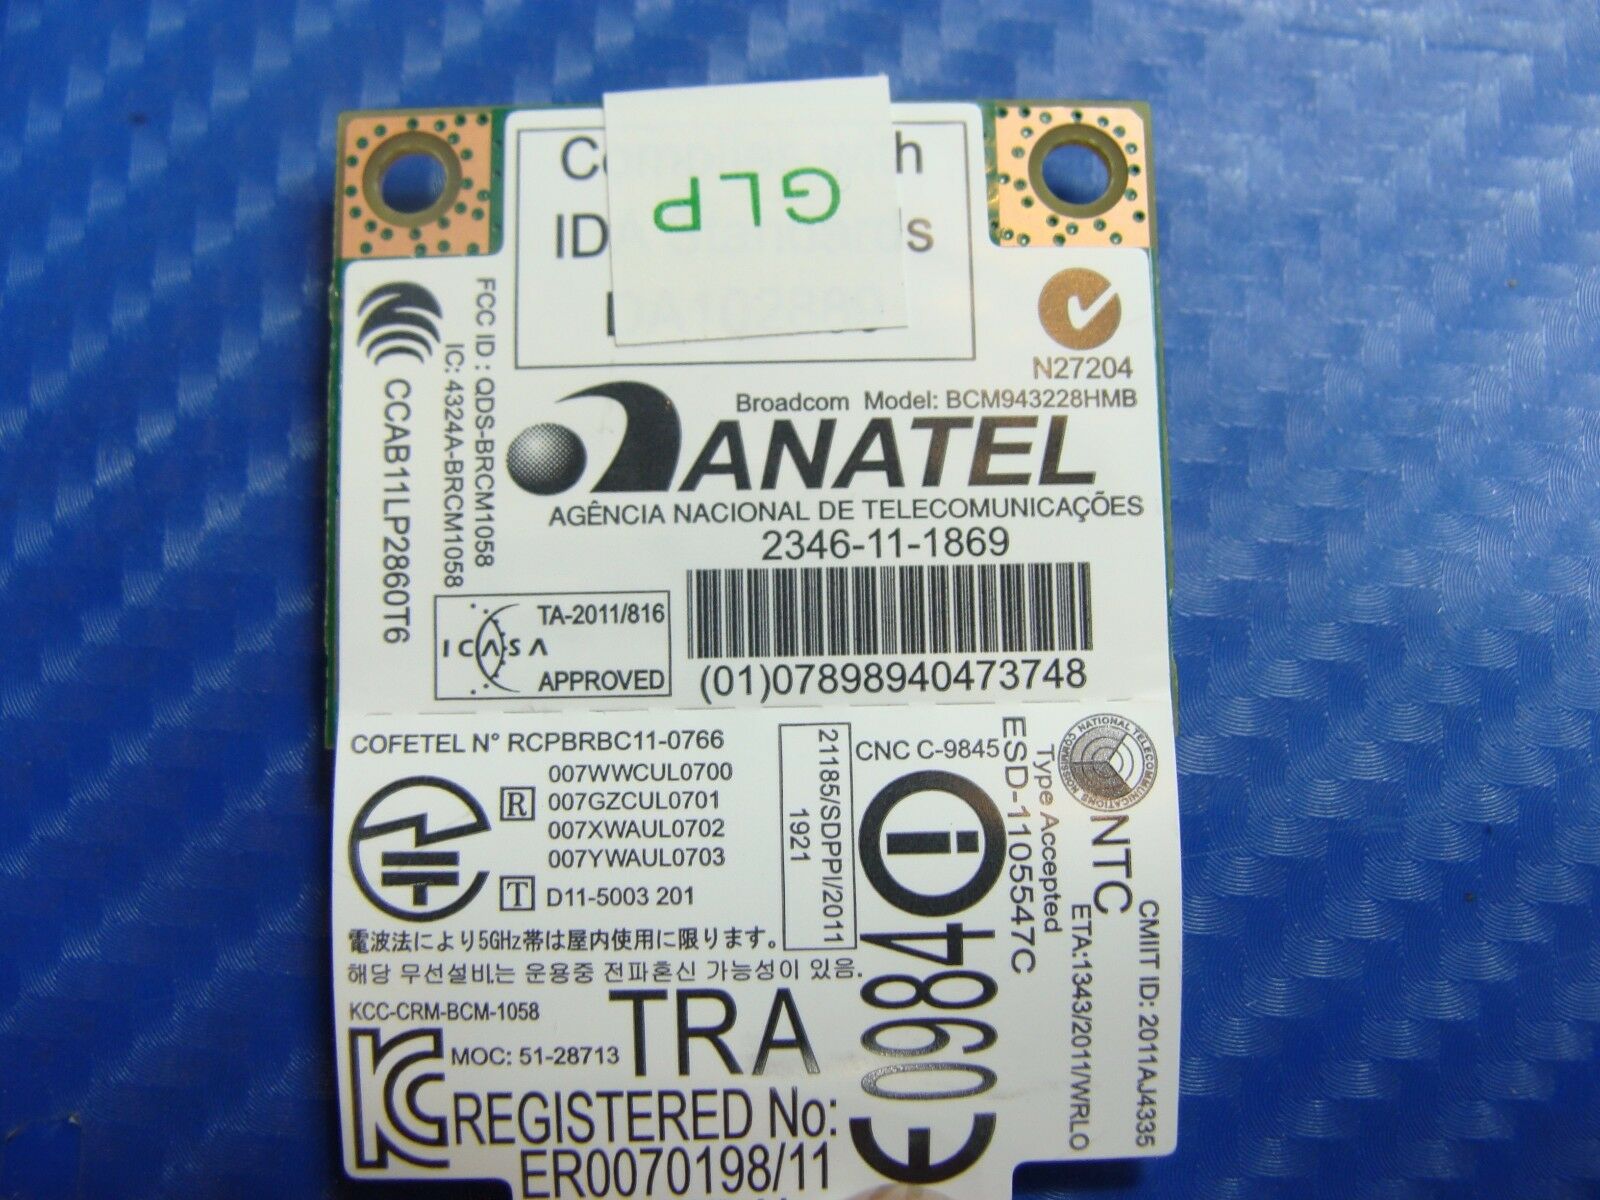 GLP
N27204
FCC ID : QDS-BRCM1058
IC: 4324A-BRCM1058
CCAB11LP2860T6
Broadcom Model: BCM943228HMB
ANATEL
AGÊNCIA NACIONAL DE TELECOMUNICAÇÕES
2346-11-1869
(01)07898940473748
TA-2011/816
ICASA
APPROVED
COFETEL N° RCPBRBC11-0766
R
007WWCUL0700
007GZCUL0701
007XWAUL0702
007YWAUL0703
T D11-5003 201
電波法により5GHz帯は屋内使用に限ります。
해당 무선설비는 운용중 전파혼신 가능성이 있음.
KCC-CRM-BCM-1058
MOC: 51-28713
TRA
REGISTERED No:
ER0070198/11
21185/SDPPI/2011
1921
CNC C-9845
0984
ESD-1105547C
Type Accepted
NATIONAL TELECOMMUNICATIONS COMMISSION
NTC
ETA:1343/2011/WRLO
CMIIT ID: 2011AJ4335